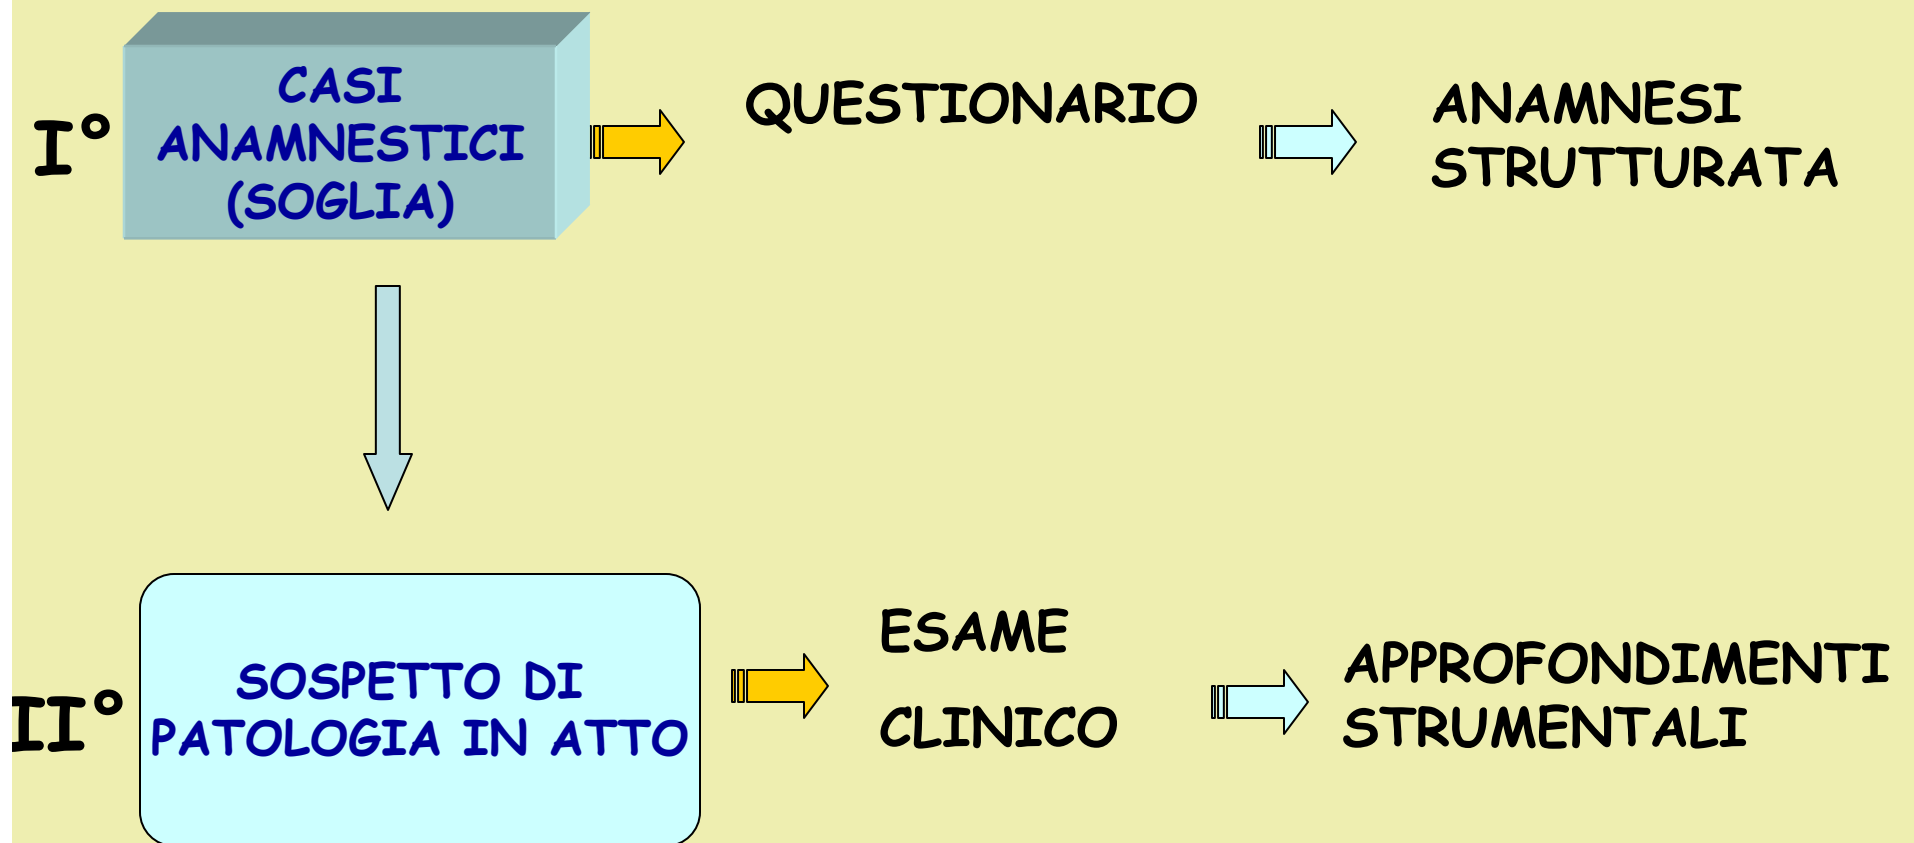 I°
CASI
ANAMNESTICI
(SOGLIA)
QUESTIONARIO
ANAMNESI
STRUTTURATA
II°
SOSPETTO DI
PATOLOGIA IN ATTO
ESAME
CLINICO
APPROFONDIMENTI
STRUMENTALI